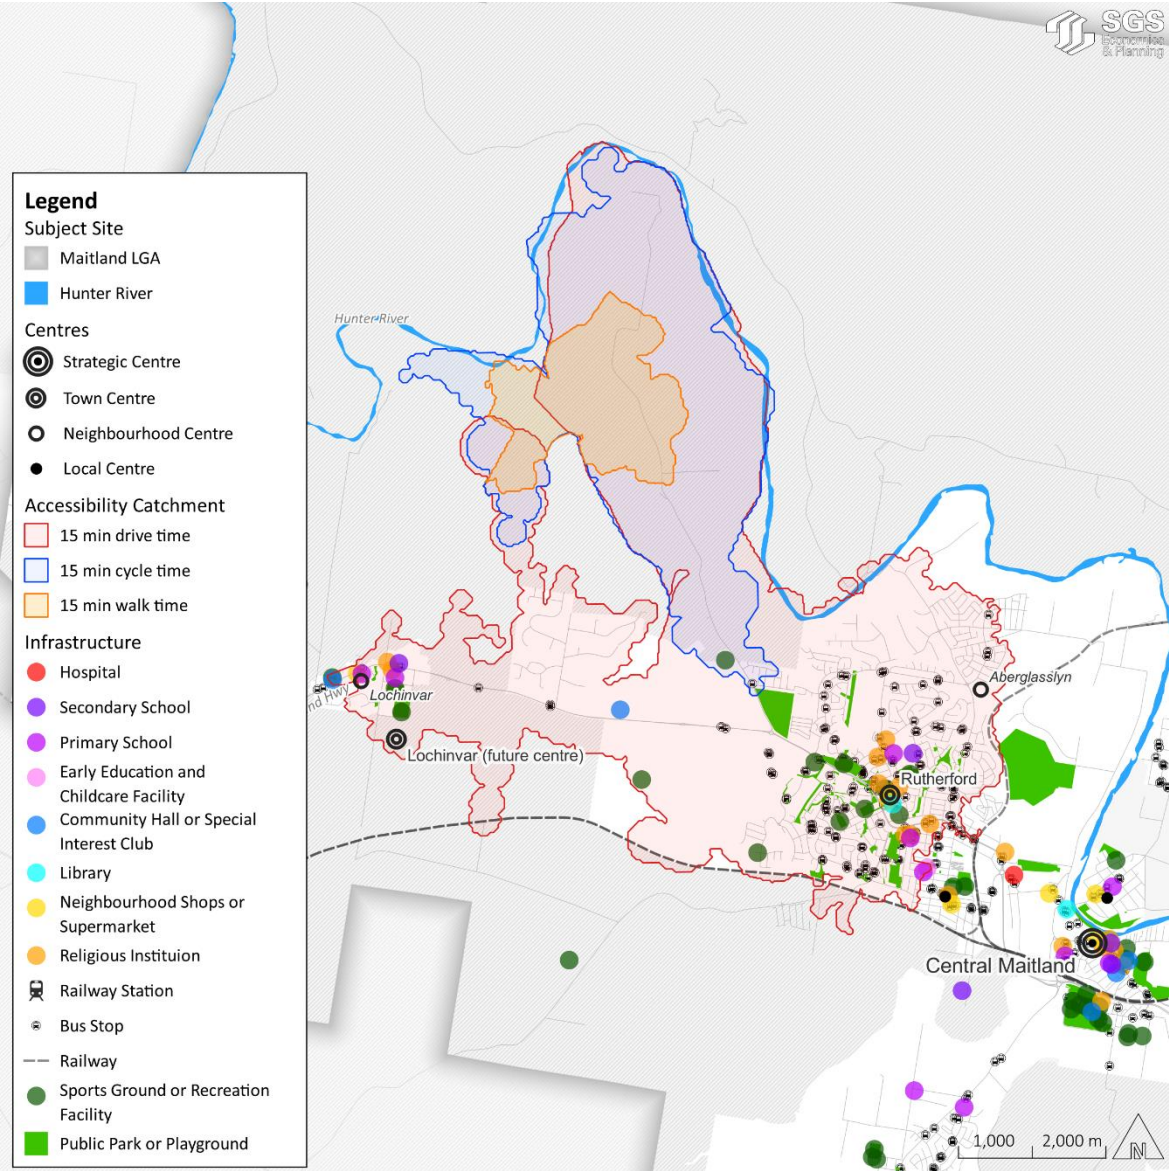 SGS
Economics
& Planning
Legend
Subject Site
Maitland LGA
Hunter River
Centres
Strategic Centre
Town Centre
Neighbourhood Centre
Local Centre
Accessibility Catchment
15 min drive time
15 min cycle time
15 min walk time
Infrastructure
Hospital
Secondary School
Primary School
Early Education and
Childcare Facility
Community Hall or Special
Interest Club
Library
Neighbourhood Shops or
Supermarket
Religious Instituion
Railway Station
Bus Stop
Railway
Sports Ground or Recreation
Facility
Public Park or Playground
Hunter River
Aberglasslyn
nd Hwy
Lochinvar
Lochinvar (future centre)
Rutherford
Central Maitland
1,000 2,000 m
N